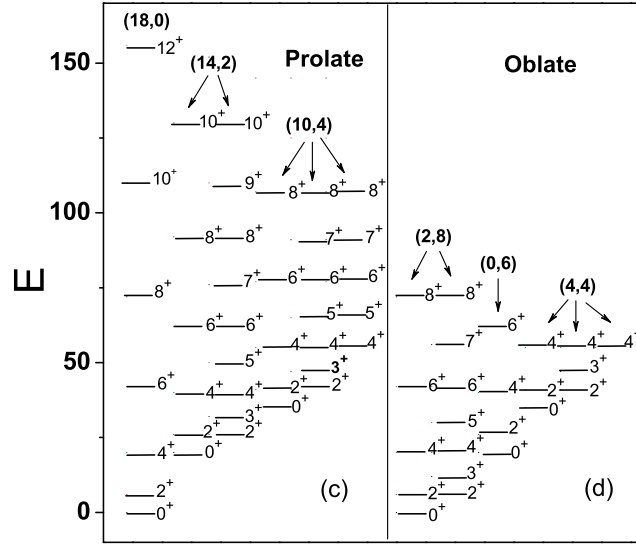 (18,0)
12+
150
(14,2)
Prolate
Oblate
10+ 10+
(10,4)
10+ 9+ 8+ 8+ 8+
100
8+ 8+ 7+ 7+
(2,8)
(0,6)
8+ 7+ 6+ 6+ 6+
8+ 8+
(4,4)
E
6+ 6+ 5+ 5+
6+
50
5+ 4+ 4+ 4+
7+ 4+ 4+ 4+
3+
3+
6+ 4+ 4+ 2+ 2+
6+ 6+ 4+ 2+ 2+
3+ 0+
5+ 0+
2+ 2+
2+
4+ 0+
4+ 4+ 0+
3+
(c)
(d)
2+
2+ 2+
0
0+
0+